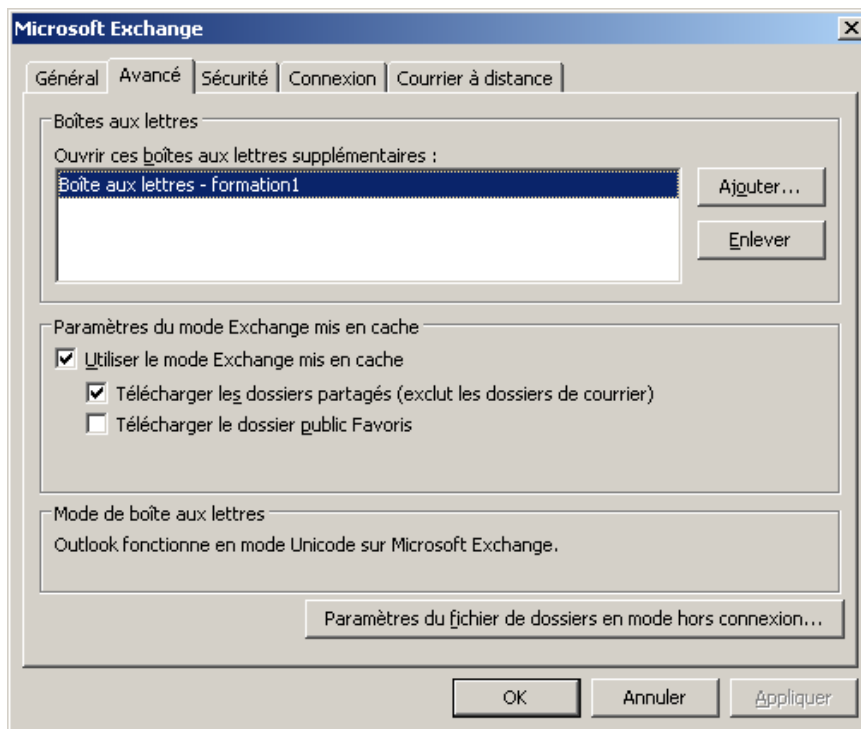 Microsoft Exchange
Général Avancé Sécurité Connexion Courrier à distance
Boîtes aux lettres
Ouvrir ces boîtes aux lettres supplémentaires :
Boîte aux lettres - formation1
Ajouter...
Enlever
Paramètres du mode Exchange mis en cache
Utiliser le mode Exchange mis en cache
Télécharger les dossiers partagés (exclut les dossiers de courrier)
Télécharger le dossier public Favoris
Mode de boîte aux lettres
Outlook fonctionne en mode Unicode sur Microsoft Exchange.
Paramètres du fichier de dossiers en mode hors connexion...
OK Annuler Appliquer